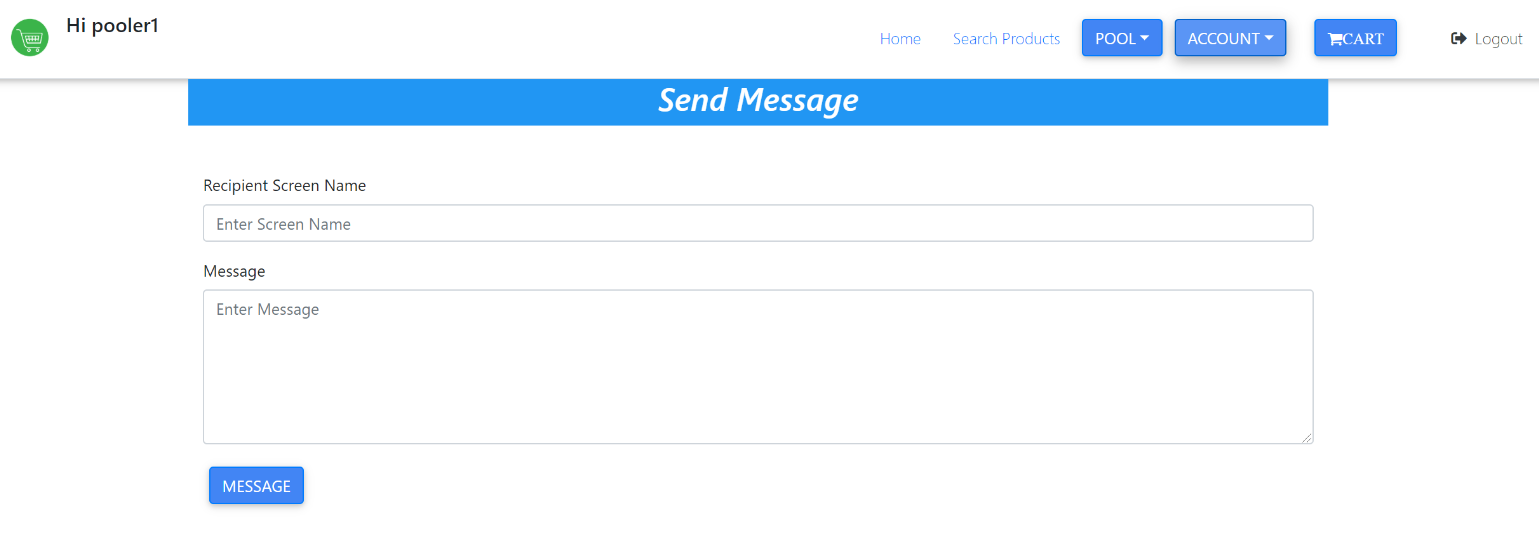 Hi pooler1
Home Search Products POOL ACCOUNT CART Logout
Send Message
Recipient Screen Name
Enter Screen Name
Message
Enter Message
MESSAGE